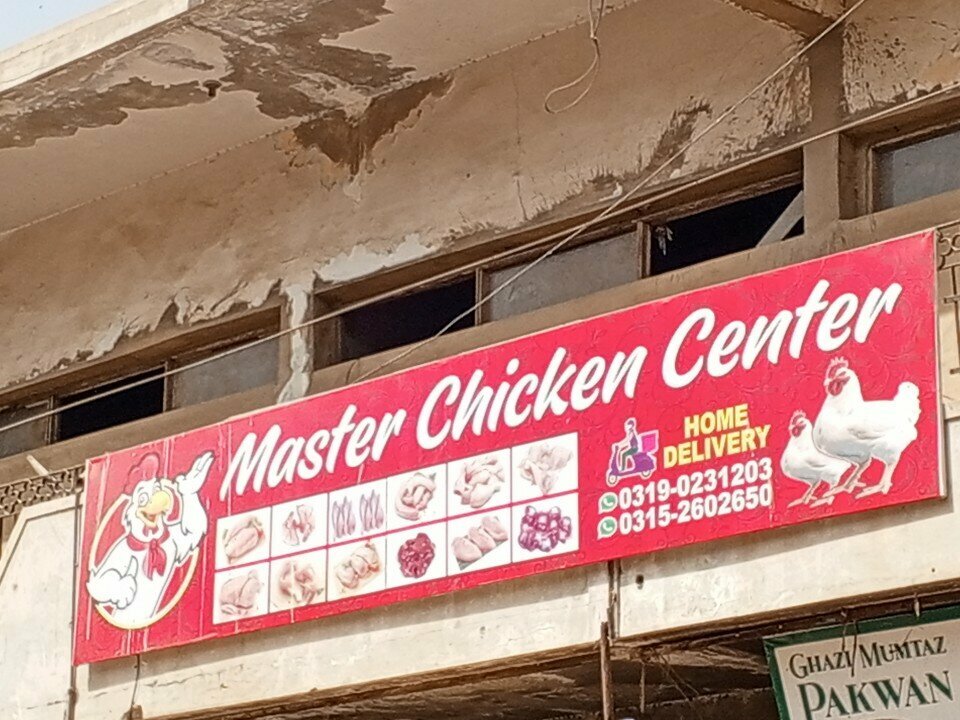 Master Chicken Center
HOME
DELIVERY
0319-0231203
0315-2602650
GHAZI MUMTAZ
PAKWAN